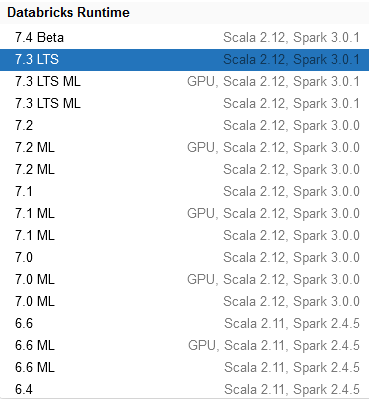 Databricks Runtime
7.4 Beta Scala 2.12, Spark 3.0.1
7.3 LTS Scala 2.12, Spark 3.0.1
7.3 LTS ML GPU, Scala 2.12, Spark 3.0.1
7.3 LTS ML Scala 2.12, Spark 3.0.1
7.2 Scala 2.12, Spark 3.0.0
7.2 ML GPU, Scala 2.12, Spark 3.0.0
7.2 ML Scala 2.12, Spark 3.0.0
7.1 Scala 2.12, Spark 3.0.0
7.1 ML GPU, Scala 2.12, Spark 3.0.0
7.1 ML Scala 2.12, Spark 3.0.0
7.0 Scala 2.12, Spark 3.0.0
7.0 ML GPU, Scala 2.12, Spark 3.0.0
7.0 ML Scala 2.12, Spark 3.0.0
6.6 Scala 2.11, Spark 2.4.5
6.6 ML GPU, Scala 2.11, Spark 2.4.5
6.6 ML Scala 2.11, Spark 2.4.5
6.4 Scala 2.11, Spark 2.4.5